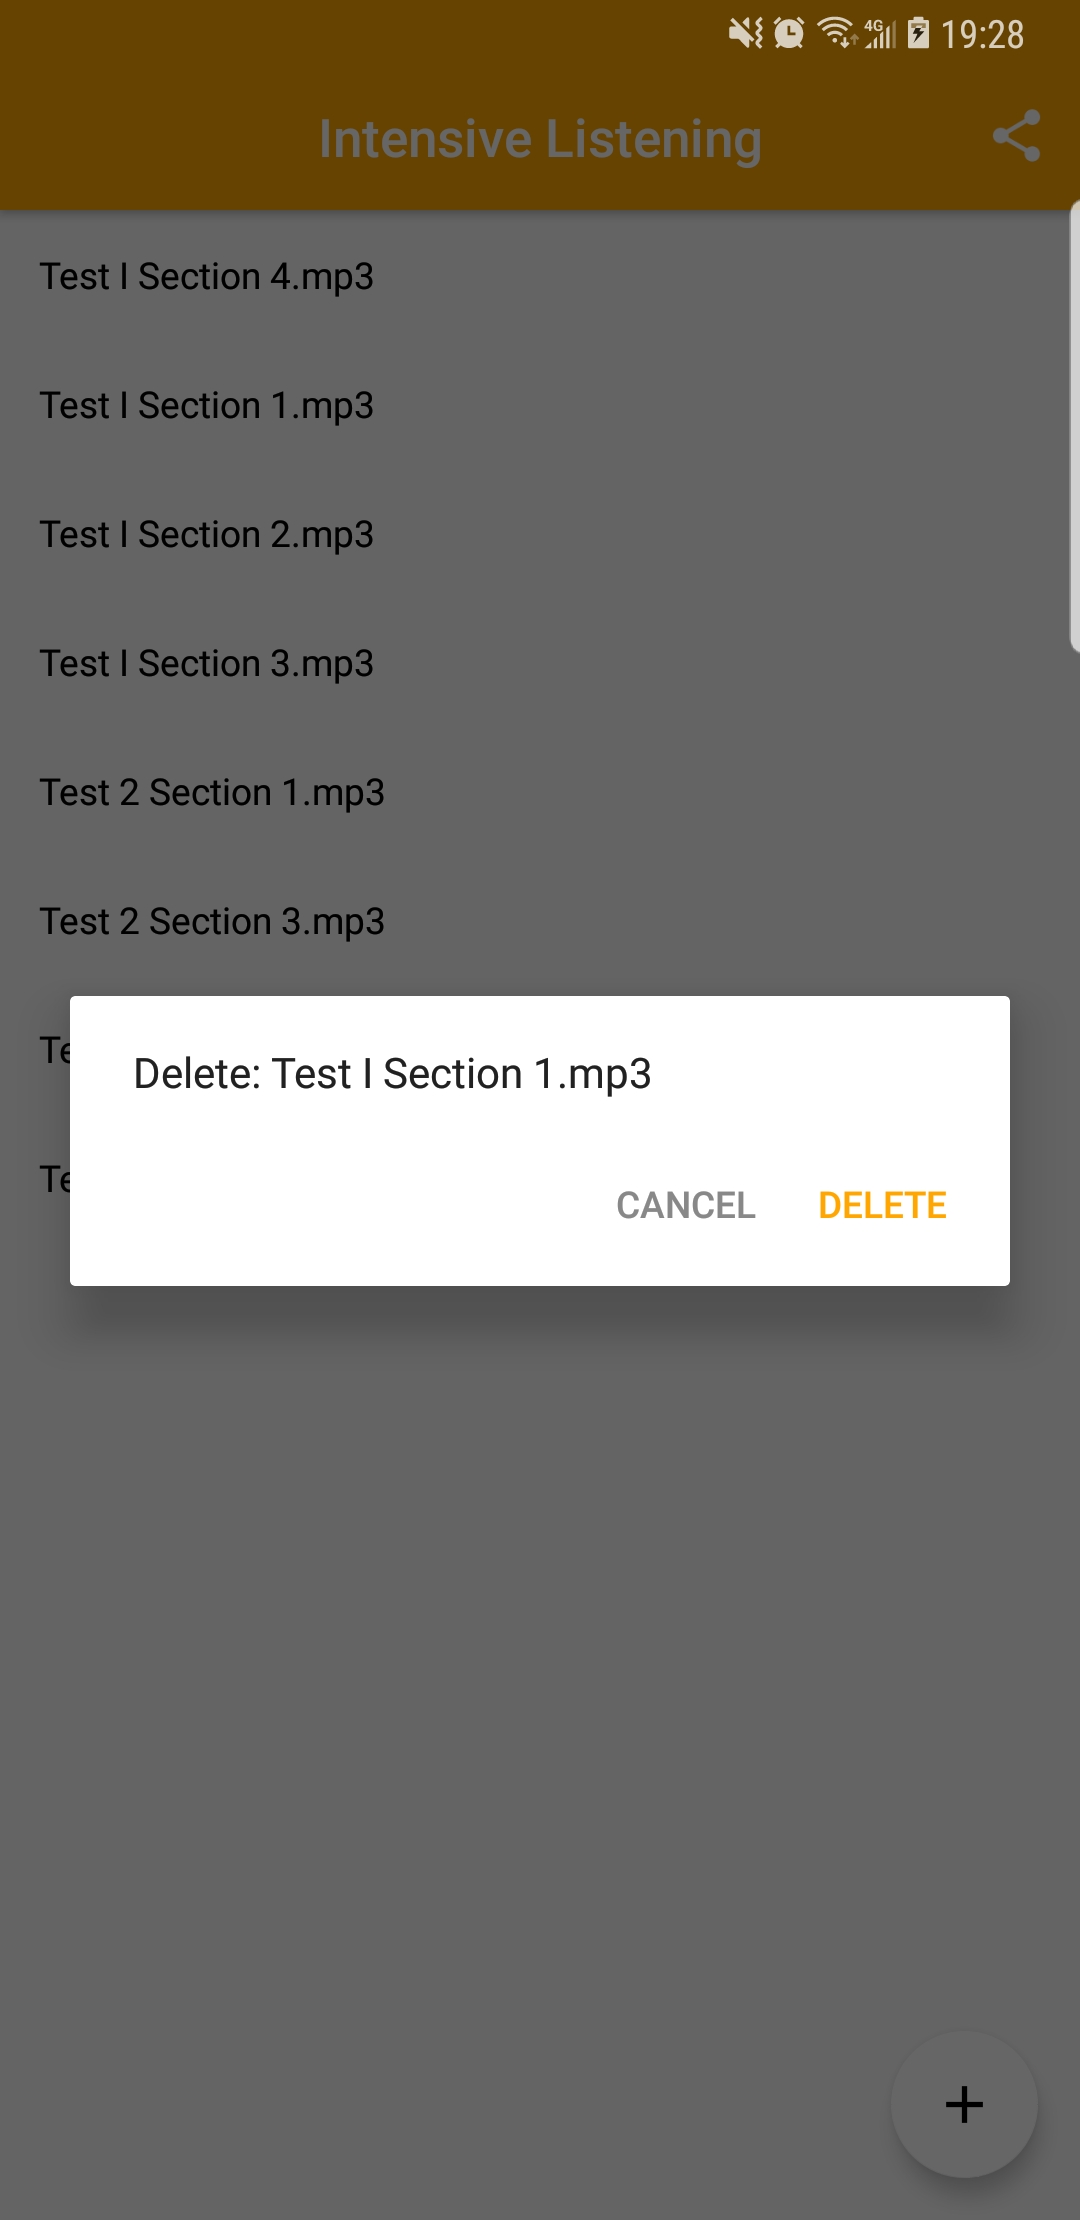 4G 19:28
Intensive Listening
Test I Section 4.mp3
Test I Section 1.mp3
Test I Section 2.mp3
Test I Section 3.mp3
Test 2 Section 1.mp3
Test 2 Section 3.mp3
Delete: Test I Section 1.mp3
CANCEL DELETE